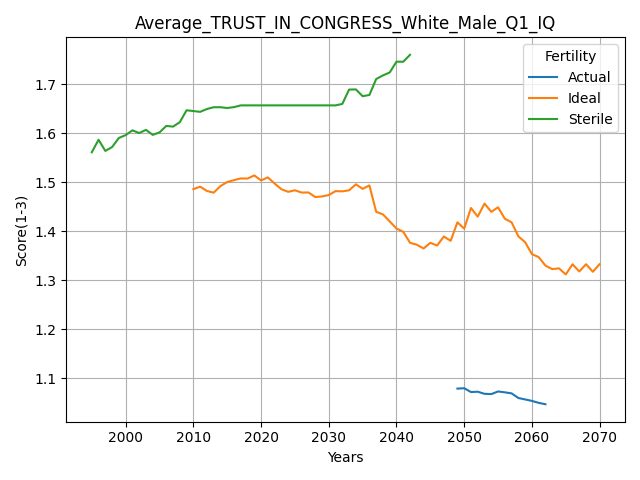 Average_TRUST_IN_CONGRESS_White_Male_Q1_IQ
Fertility
Actual
Ideal
Sterile
Score(1-3)
1.7
1.6
1.5
1.4
1.3
1.2
1.1
2000 2010 2020 2030 2040 2050 2060 2070
Years